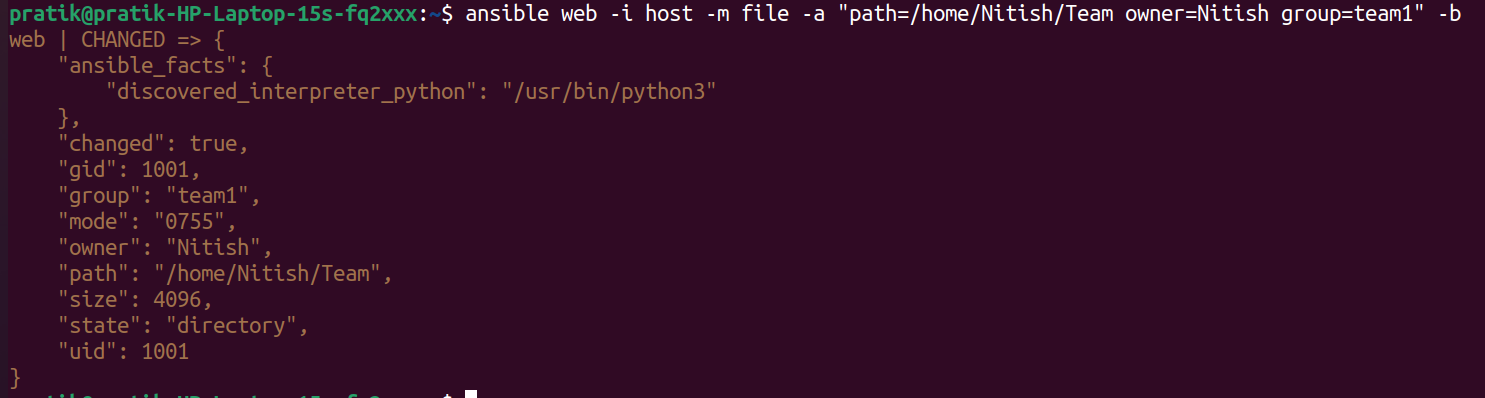 pratik@pratik-HP-Laptop-15s-fq2xxx:~$ ansible web -i host -m file -a "path=/home/Nitish/Team owner=Nitish group=team1" -b
web | CHANGED => {
    "ansible_facts": {
        "discovered_interpreter_python": "/usr/bin/python3"
    },
    "changed": true,
    "gid": 1001,
    "group": "team1",
    "mode": "0755",
    "owner": "Nitish",
    "path": "/home/Nitish/Team",
    "size": 4096,
    "state": "directory",
    "uid": 1001
}